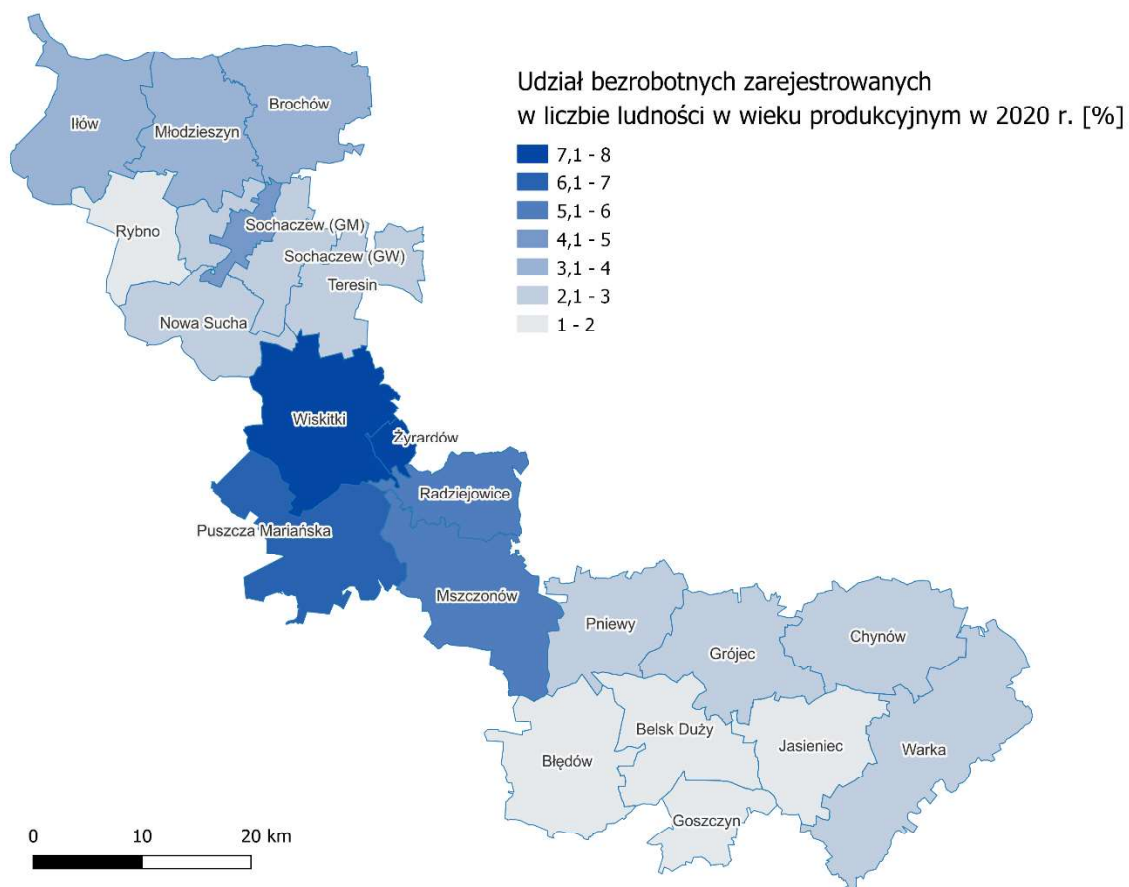 Udział bezrobotnych zarejestrowanych
w liczbie ludności w wieku produkcyjnym w 2020 r. [%]
7,1 - 8
6,1 - 7
5,1 - 6
4,1 - 5
3,1 - 4
2,1 - 3
1 - 2
Iłów
Młodzieszyn
Brochów
Rybno
Sochaczew (GM)
Sochaczew (GW)
Teresin
Nowa Sucha
Wiskitki
Żyrardów
Radziejowice
Puszcza Mariańska
Mszczonów
Pniewy
Grójec
Chynów
Błędów
Belsk Duży
Jasieniec
Warka
Goszczyn
0 10 20 km